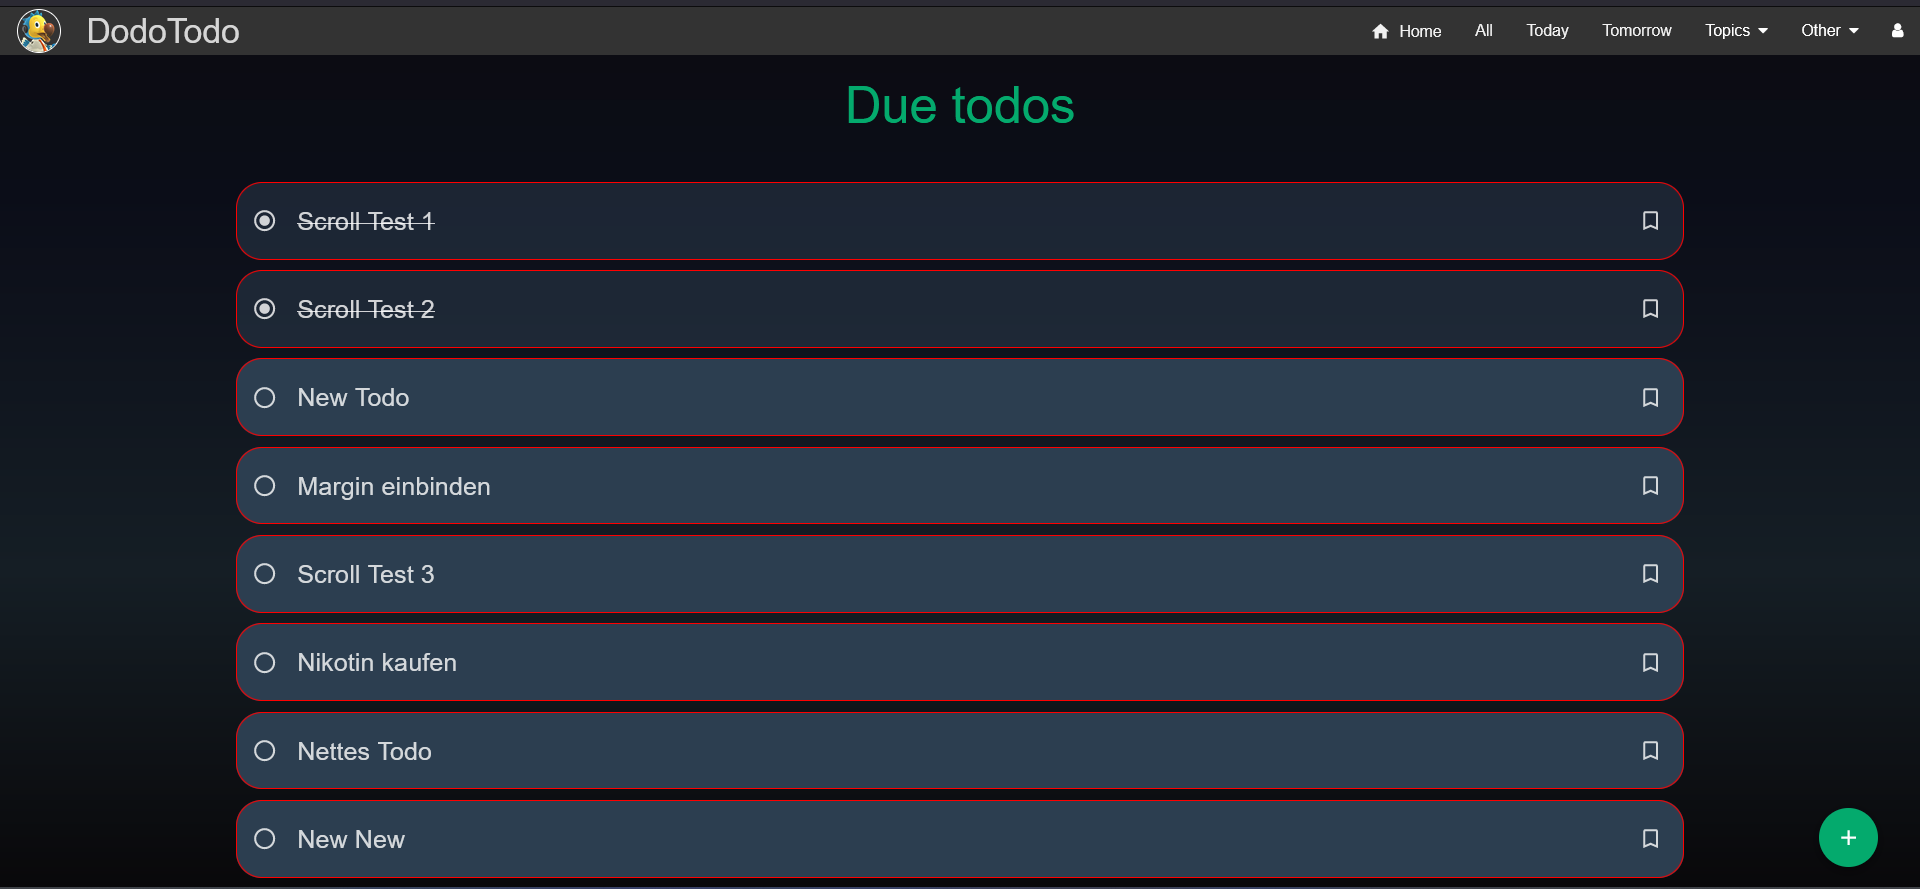 DodoTodo
Home All Today Tomorrow Topics Other
Due todos
Scroll Test 1
Scroll Test 2
New Todo
Margin einbinden
Scroll Test 3
Nikotin kaufen
Nettes Todo
New New
+